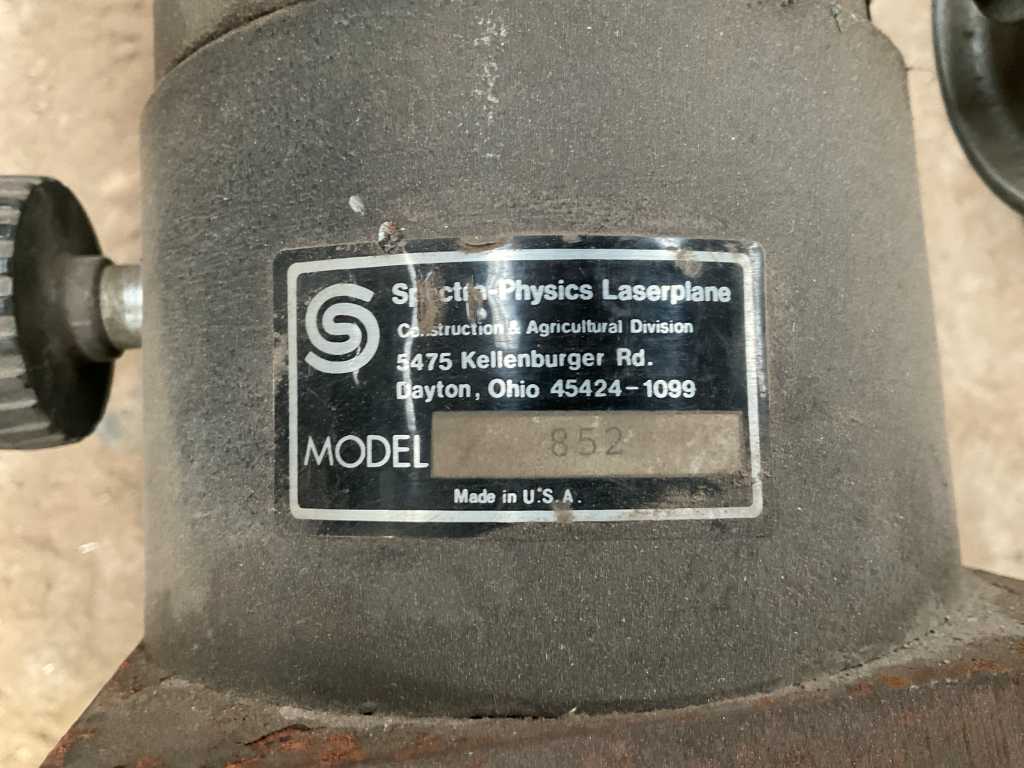 Spectra-Physics Laserplane
Construction & Agricultural Division
5475 Kellenburger Rd.
Dayton, Ohio 45424-1099
MODEL 852
Made in U.S.A.